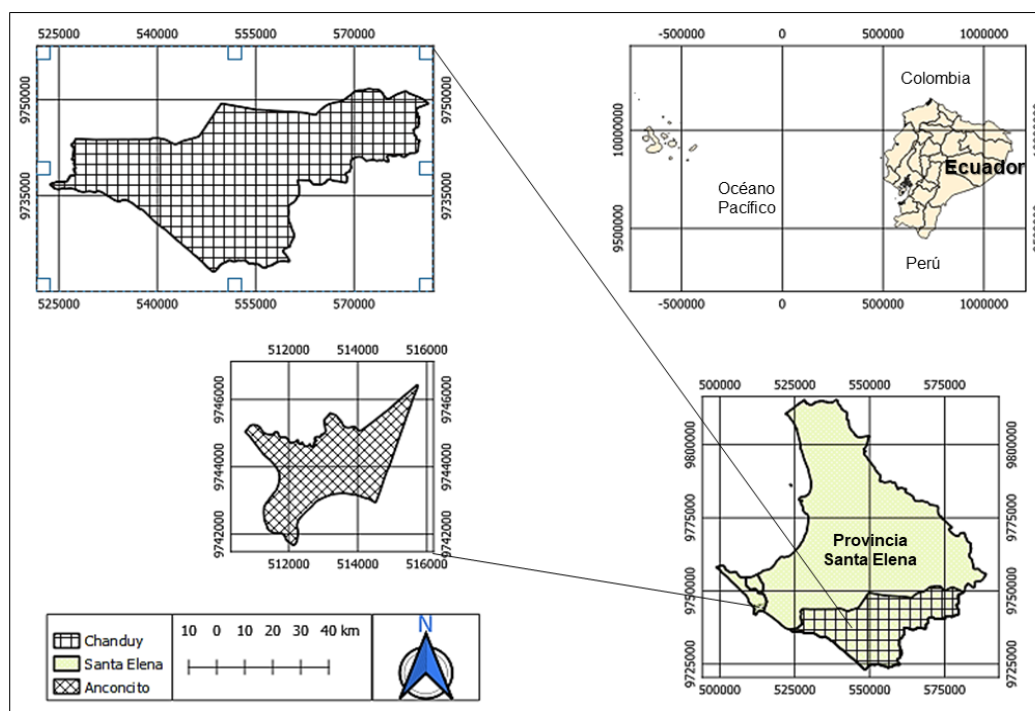 525000 540000 555000 570000
9750000
9750000
9735000
9735000
525000 540000 555000 570000
-500000 0 500000 1000000
Colombia
10000000
Ecuador
Océano
Pacífico
9500000
Perú
-500000 0 500000 1000000
512000 514000 516000
9746000
9746000
9744000
9744000
9742000
9742000
512000 514000 516000
500000 525000 550000 575000
9800000
9800000
9775000
9775000
Provincia
Santa Elena
9750000
9750000
9725000
9725000
500000 525000 550000 575000
Chanduy
Santa Elena
Anconcito
10 0 10 20 30 40 km
N